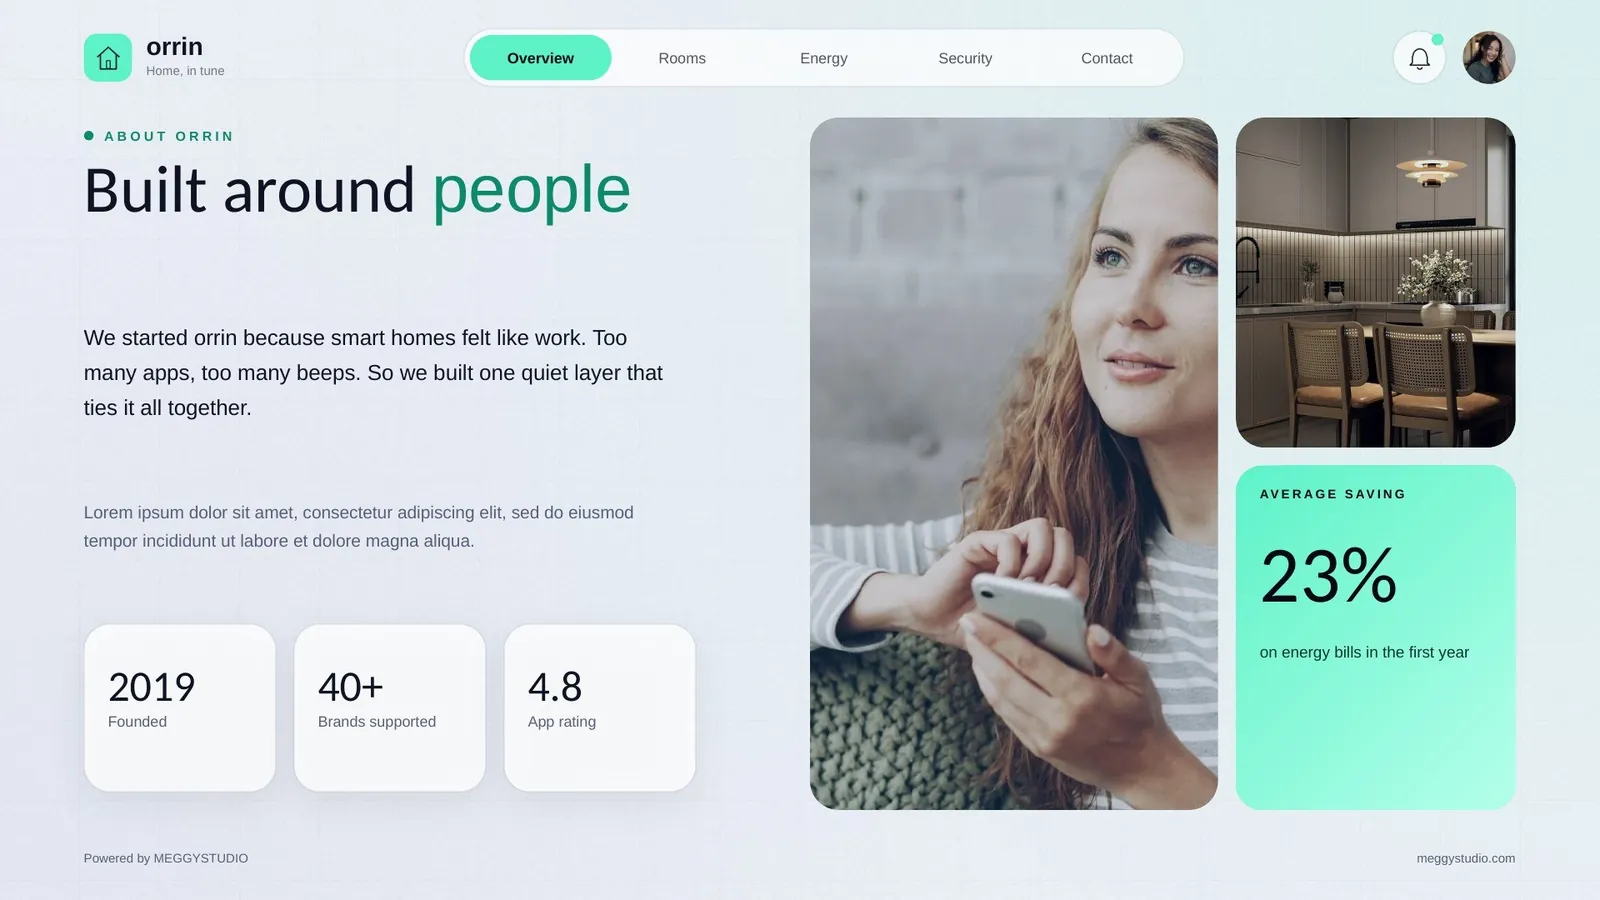 orrin
Home, in tune
Overview
Rooms
Energy
Security
Contact
ABOUT ORRIN
Built around people
We started orrin because smart homes felt like work. Too
many apps, too many beeps. So we built one quiet layer that
ties it all together.
Lorem ipsum dolor sit amet, consectetur adipiscing elit, sed do eiusmod
tempor incididunt ut labore et dolore magna aliqua.
2019
Founded
40+
Brands supported
4.8
App rating
AVERAGE SAVING
23%
on energy bills in the first year
Powered by MEGGYSTUDIO
meggystudio.com